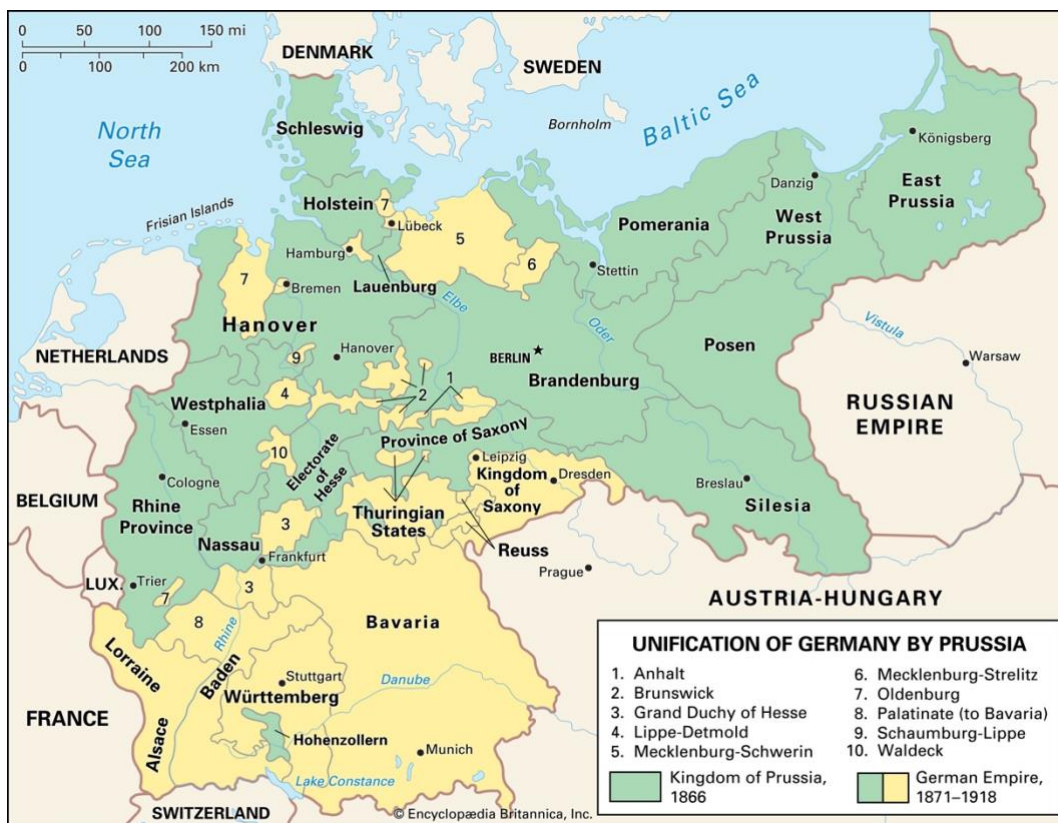 0 50 100 150 mi
0 100 200 km
DENMARK
SWEDEN
North
Sea
Baltic Sea
Bornholm
Schleswig
Königsberg
Frisian Islands
Holstein
7
Lübeck
Danzig
East
Prussia
West
Prussia
Pomerania
Hamburg
5
6
Stettin
7
Bremen
Lauenburg
Elbe
Oder
Hanover
NETHERLANDS
9
Hanover
BERLIN
Brandenburg
Posen
Vistula
Warsaw
Westphalia
4
2
1
RUSSIAN
EMPIRE
Essen
Province of Saxony
10
Electorate
of
Hesse
Leipzig
Dresden
Kingdom
of
Saxony
Cologne
BELGIUM
Rhine
Province
Breslau
Silesia
3
Thuringian
States
Nassau
Frankfurt
Reuss
Prague
LUX.
Trier
7
3
8
AUSTRIA-HUNGARY
Rhine
Bavaria
Lorraine
Baden
Stuttgart
Württemberg
Danube
FRANCE
Alsace
Hohenzollern
Munich
Lake Constance
SWITZERLAND
© Encyclopædia Britannica, Inc.
UNIFICATION OF GERMANY BY PRUSSIA
1. Anhalt
2. Brunswick
3. Grand Duchy of Hesse
4. Lippe-Detmold
5. Mecklenburg-Schwerin
6. Mecklenburg-Strelitz
7. Oldenburg
8. Palatinate (to Bavaria)
9. Schaumburg-Lippe
10. Waldeck
Kingdom of Prussia,
1866
German Empire,
1871–1918